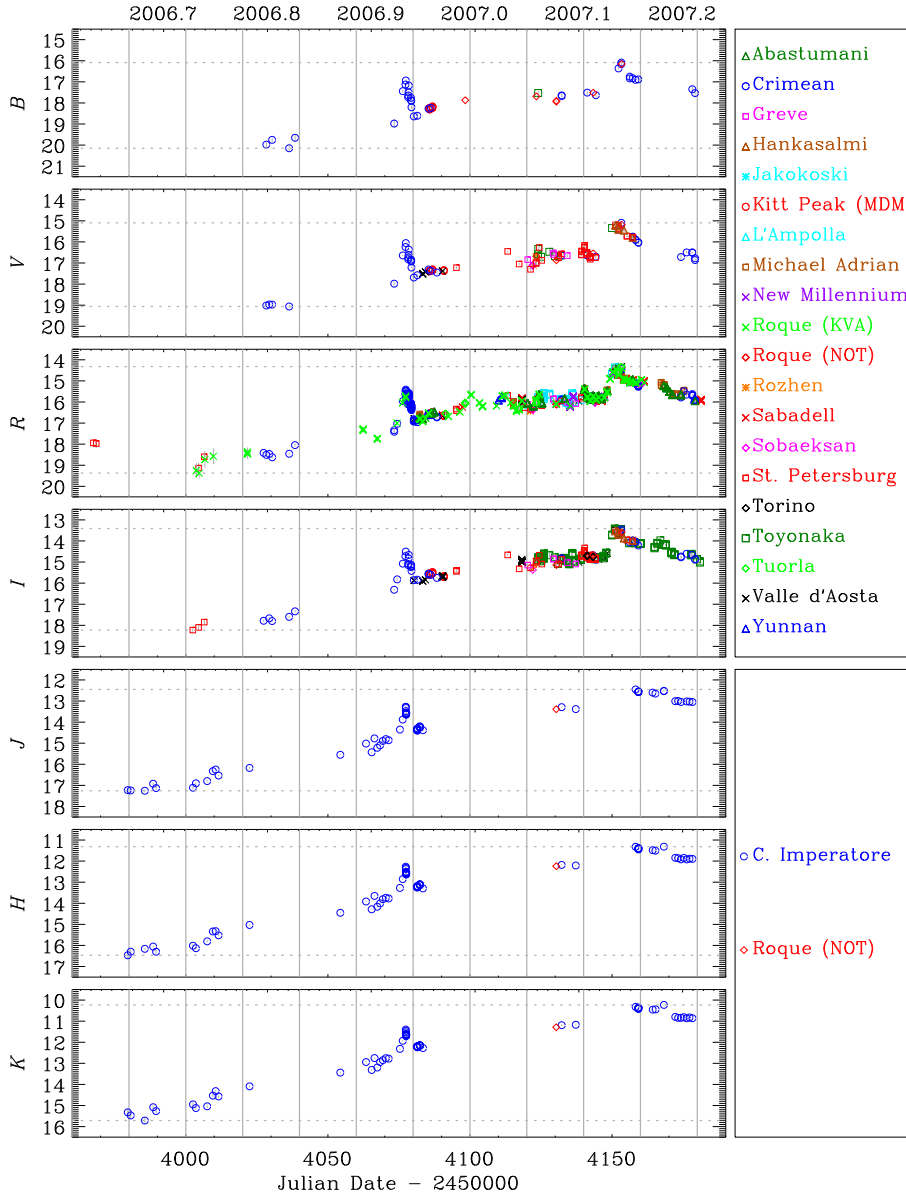 2006.7 2006.8 2006.9 2007.0 2007.1 2007.2
B
15
16
17
18
19
20
21
V
14
15
16
17
18
19
20
R
14
15
16
17
18
19
20
I
13
14
15
16
17
18
19
J
12
13
14
15
16
17
18
H
11
12
13
14
15
16
17
K
10
11
12
13
14
15
16
4000 4050 4100 4150
Julian Date - 2450000
Abastumani
Crimean
Greve
Hankasalmi
Jakokoski
Kitt Peak (MDM
L'Ampolla
Michael Adrian
New Millennium
Roque (KVA)
Roque (NOT)
Rozhen
Sabadell
Sobaeksan
St. Petersburg
Torino
Toyonaka
Tuorla
Valle d'Aosta
Yunnan
C. Imperatore
Roque (NOT)